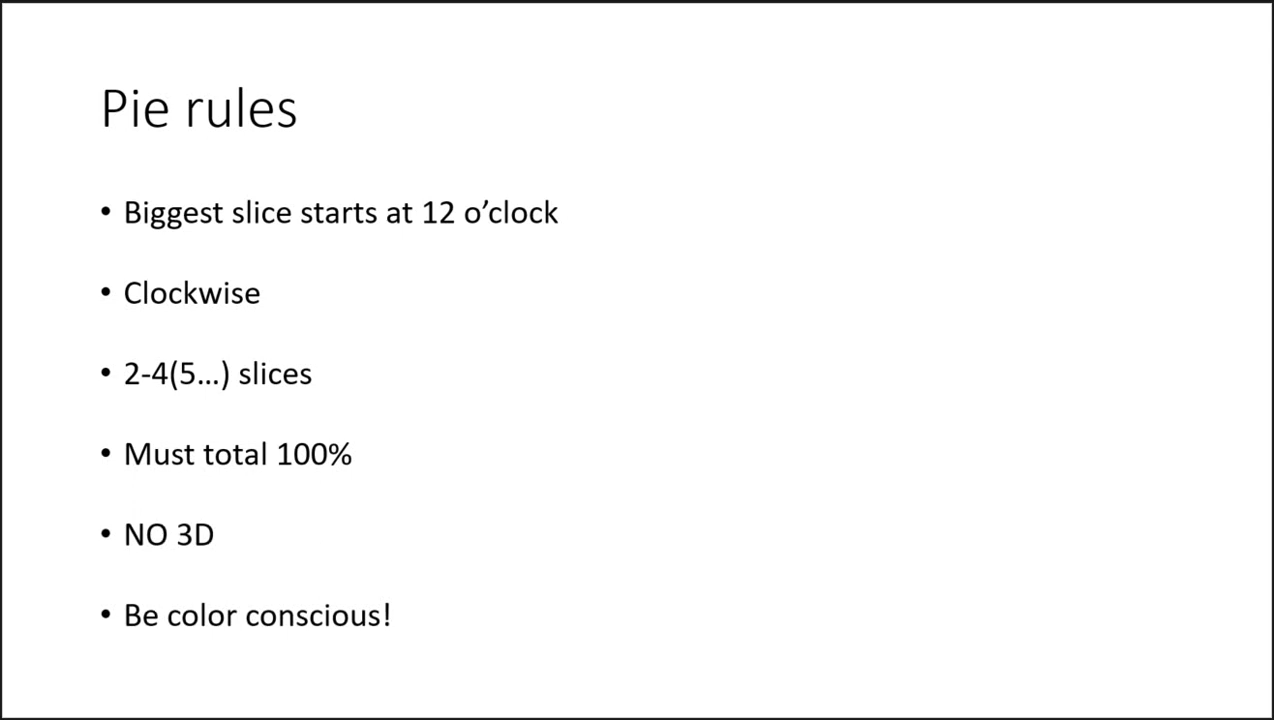 Pie rules
• Biggest slice starts at 12 o’clock
• Clockwise
• 2-4(5...) slices
• Must total 100%
• NO 3D
• Be color conscious!